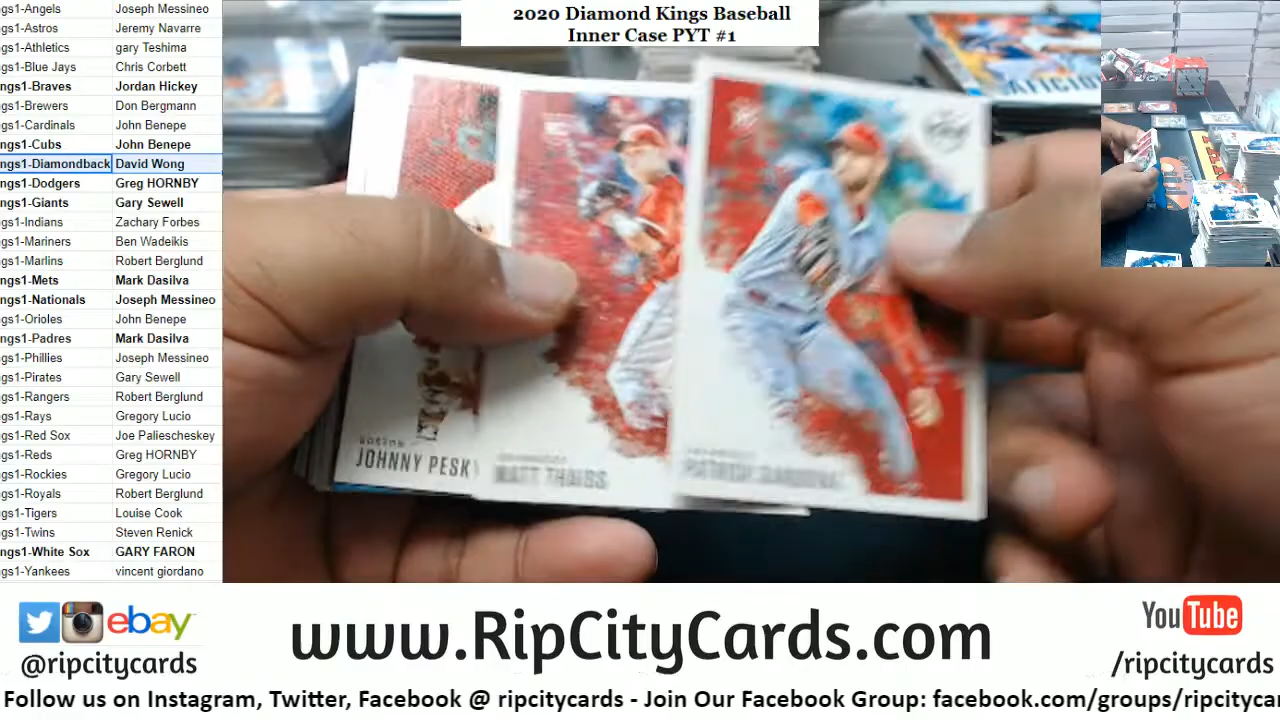 2020 Diamond Kings Baseball
Inner Case PYT #1
ngs1-Angels Joseph Messineo
gs1-Astros Jeremy Navarre
gs1-Athletics gary Teshima
gs1-Blue Jays Chris Corbett
ngs1-Braves Jordan Hickey
gs1-Brewers Don Bergmann
gs1-Cardinals John Benepe
ngs1-Cubs John Benepe
ngs1-Diamondback David Wong
ngs1-Dodgers Greg HORNBY
ngs1-Giants Gary Sewell
gs1-Indians Zachary Forbes
gs1-Mariners Ben Wadeikis
gs1-Marlins Robert Berglund
ngs1-Mets Mark Dasilva
ngs1-Nationals Joseph Messineo
gs1-Orioles John Benepe
ngs1-Padres Mark Dasilva
gs1-Phillies Joseph Messineo
gs1-Pirates Gary Sewell
gs1-Rangers Robert Berglund
gs1-Rays Gregory Lucio
gs1-Red Sox Joe Paliescheskey
gs1-Reds Greg HORNBY
gs1-Rockies Gregory Lucio
gs1-Royals Robert Berglund
gs1-Tigers Louise Cook
gs1-Twins Steven Renick
ngs1-White Sox GARY FARON
gs1-Yankees vincent giordano
AFICIO
BOSTON
JOHNNY PESK
MATT THAISS
PATRICK SANDOVAL
ebay
@ripcitycards
www.RipCityCards.com
YouTube
/ripcitycards
Follow us on Instagram, Twitter, Facebook @ ripcitycards - Join Our Facebook Group: facebook.com/groups/ripcityca